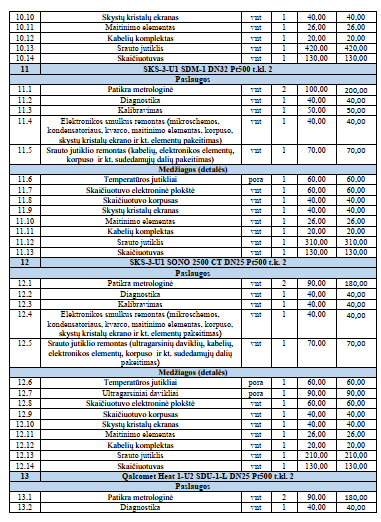 10.10 Skystų kristalų ekranas vnt 1 40,00 40,00
10.11 Maitinimo elementas vnt 1 26,00 26,00
10.12 Kabelių komplektas vnt 1 20,00 20,00
10.13 Srauto jutiklis vnt 1 420,00 420,00
10.14 Skaičiuotuvas vnt 1 130,00 130,00
11 SKS-3-U1 SDM-1 DN32 Pt500 t.kl. 2
Paslaugos
11.1 Patikra metrologinė vnt 2 100,00 200,00
11.2 Diagnostika vnt 1 40,00 40,00
11.3 Kalibravimas vnt 1 50,00 50,00
11.4 Elektronikos smulkus remontas (mikroschemos, vnt 1 40,00 40,00
kondensatoriaus, kvarco, maitinimo elementas, korpuso,
skystų kristalų ekrano ir kt. elementų pakeitimas)
11.5 Srauto jutiklio remontas (kabelių, elektronikos elementų, vnt 1 70,00 70,00
korpuso ir kt. sudedamųjų dalių pakeitimas)
Medžiagos (detalės)
11.6 Temperatūros jutikliai pora 1 60,00 60,00
11.7 Skaičiuotuvo elektroninė plokštė vnt 1 60,00 60,00
11.8 Skaičiuotuvo korpusas vnt 1 40,00 40,00
11.9 Skystų kristalų ekranas vnt 1 40,00 40,00
11.10 Maitinimo elementas vnt 1 26,00 26,00
11.11 Kabelių komplektas vnt 1 20,00 20,00
11.12 Srauto jutiklis vnt 1 310,00 310,00
11.13 Skaičiuotuvas vnt 1 130,00 130,00
12 SKS-3-U1 SONO 2500 CT DN25 Pt500 t.kl. 2
Paslaugos
12.1 Patikra metrologinė vnt 2 90,00 180,00
12.2 Diagnostika vnt 1 40,00 40,00
12.3 Kalibravimas vnt 1 40,00 40,00
12.4 Elektronikos smulkus remontas (mikroschemos, vnt 1 40,00 40,00
kondensatoriaus, kvarco, maitinimo elementas, korpuso,
skystų kristalų ekrano ir kt. elementų pakeitimas)
12.5 Srauto jutiklio remontas (ultragarsinių daviklių, kabelių, vnt 1 70,00 70,00
elektronikos elementų, korpuso ir kt. sudedamųjų dalių
pakeitimas)
Medžiagos (detalės)
12.6 Temperatūros jutikliai pora 1 60,00 60,00
12.7 Ultragarsiniai davikliai pora 1 90,00 90,00
12.8 Skaičiuotuvo elektroninė plokštė vnt 1 60,00 60,00
12.9 Skaičiuotuvo korpusas vnt 1 40,00 40,00
12.10 Skystų kristalų ekranas vnt 1 40,00 40,00
12.11 Maitinimo elementas vnt 1 26,00 26,00
12.12 Kabelių komplektas vnt 1 20,00 20,00
12.13 Srauto jutiklis vnt 1 210,00 210,00
12.14 Skaičiuotuvas vnt 1 130,00 130,00
13 Qalcomet Heat 1-U2 SDU-1-L DN25 Pt500 t.kl. 2
Paslaugos
13.1 Patikra metrologinė vnt 2 90,00 180,00
13.2 Diagnostika vnt 1 40,00 40,00